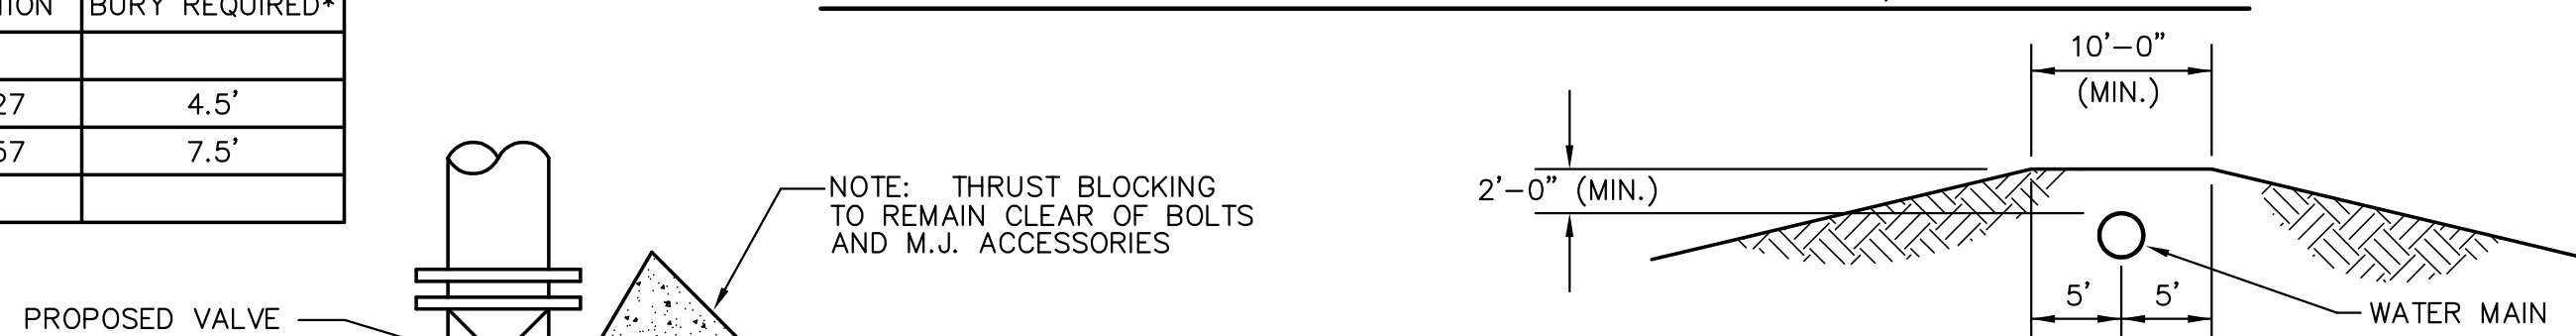 BURY REQUIRED*
27 4.5'
57 7.5'
10'-0"
(MIN.)
2'-0" (MIN.)
NOTE: THRUST BLOCKING
TO REMAIN CLEAR OF BOLTS
AND M.J. ACCESSORIES
5' 5'
PROPOSED VALVE
WATER MAIN